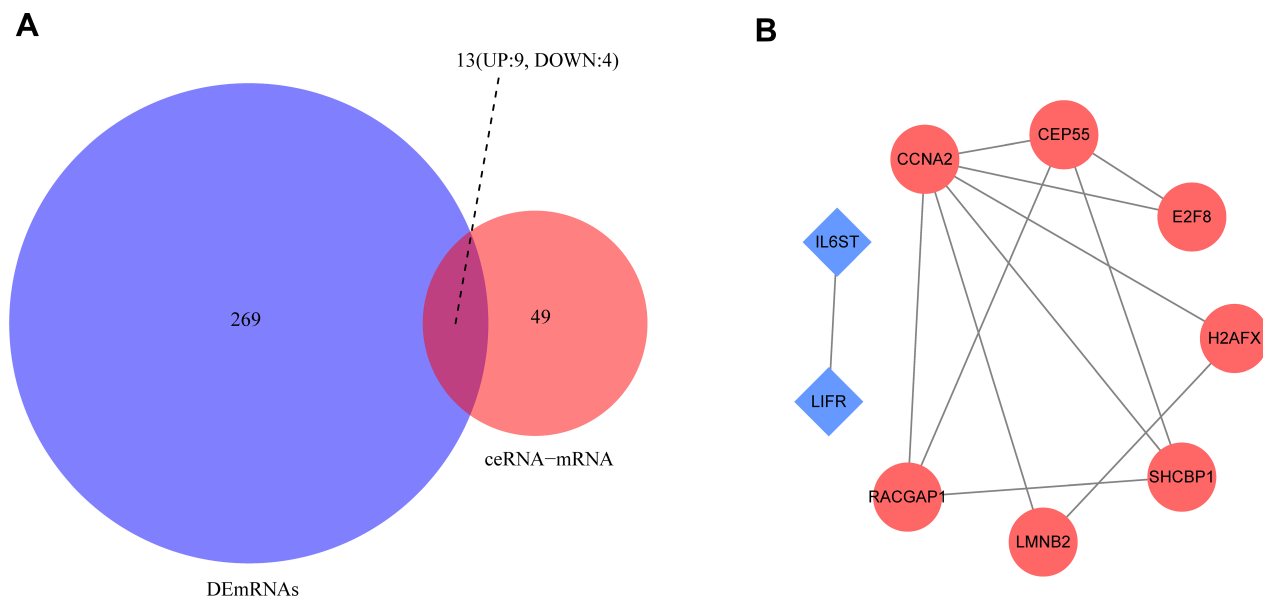 A
13(UP:9, DOWN:4)
269
49
ceRNA−mRNA
DEmRNAs
B
CEP55
CCNA2
E2F8
IL6ST
H2AFX
LIFR
SHCBP1
RACGAP1
LMNB2